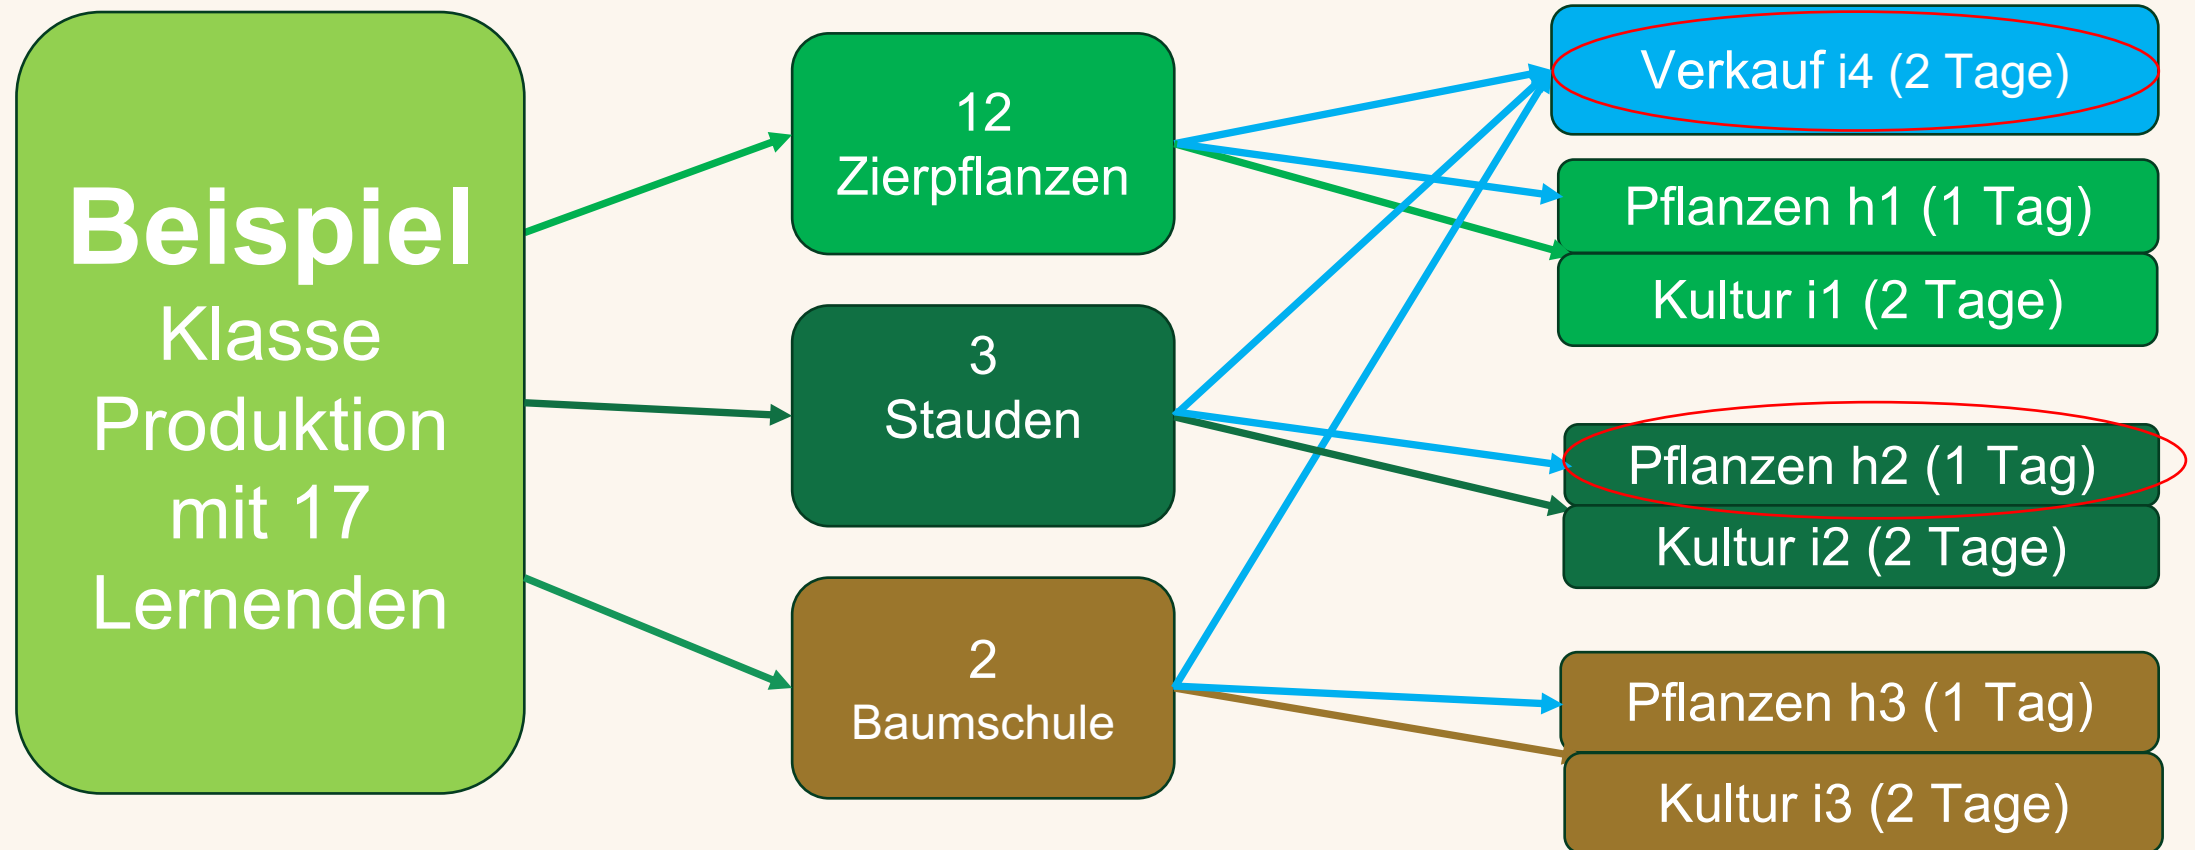 Beispiel
Klasse
Produktion
mit 17
Lernenden
12
Zierpflanzen
3
Stauden
2
Baumschule
Verkauf i4 (2 Tage)
Pflanzen h1 (1 Tag)
Kultur i1 (2 Tage)
Pflanzen h2 (1 Tag)
Kultur i2 (2 Tage)
Pflanzen h3 (1 Tag)
Kultur i3 (2 Tage)